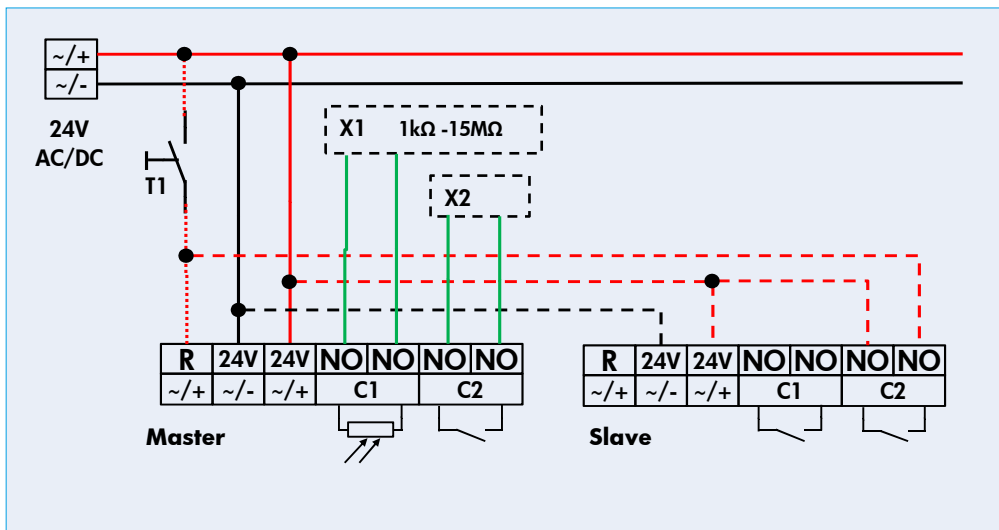 ~/+
~/-
24V
AC/DC
T1
X1 1kΩ -15MΩ
X2
R 24V 24V NO NO NO NO
~/+ ~/- ~/+ C1 C2
Master
R 24V 24V NO NO NO NO
~/+ ~/- ~/+ C1 C2
Slave